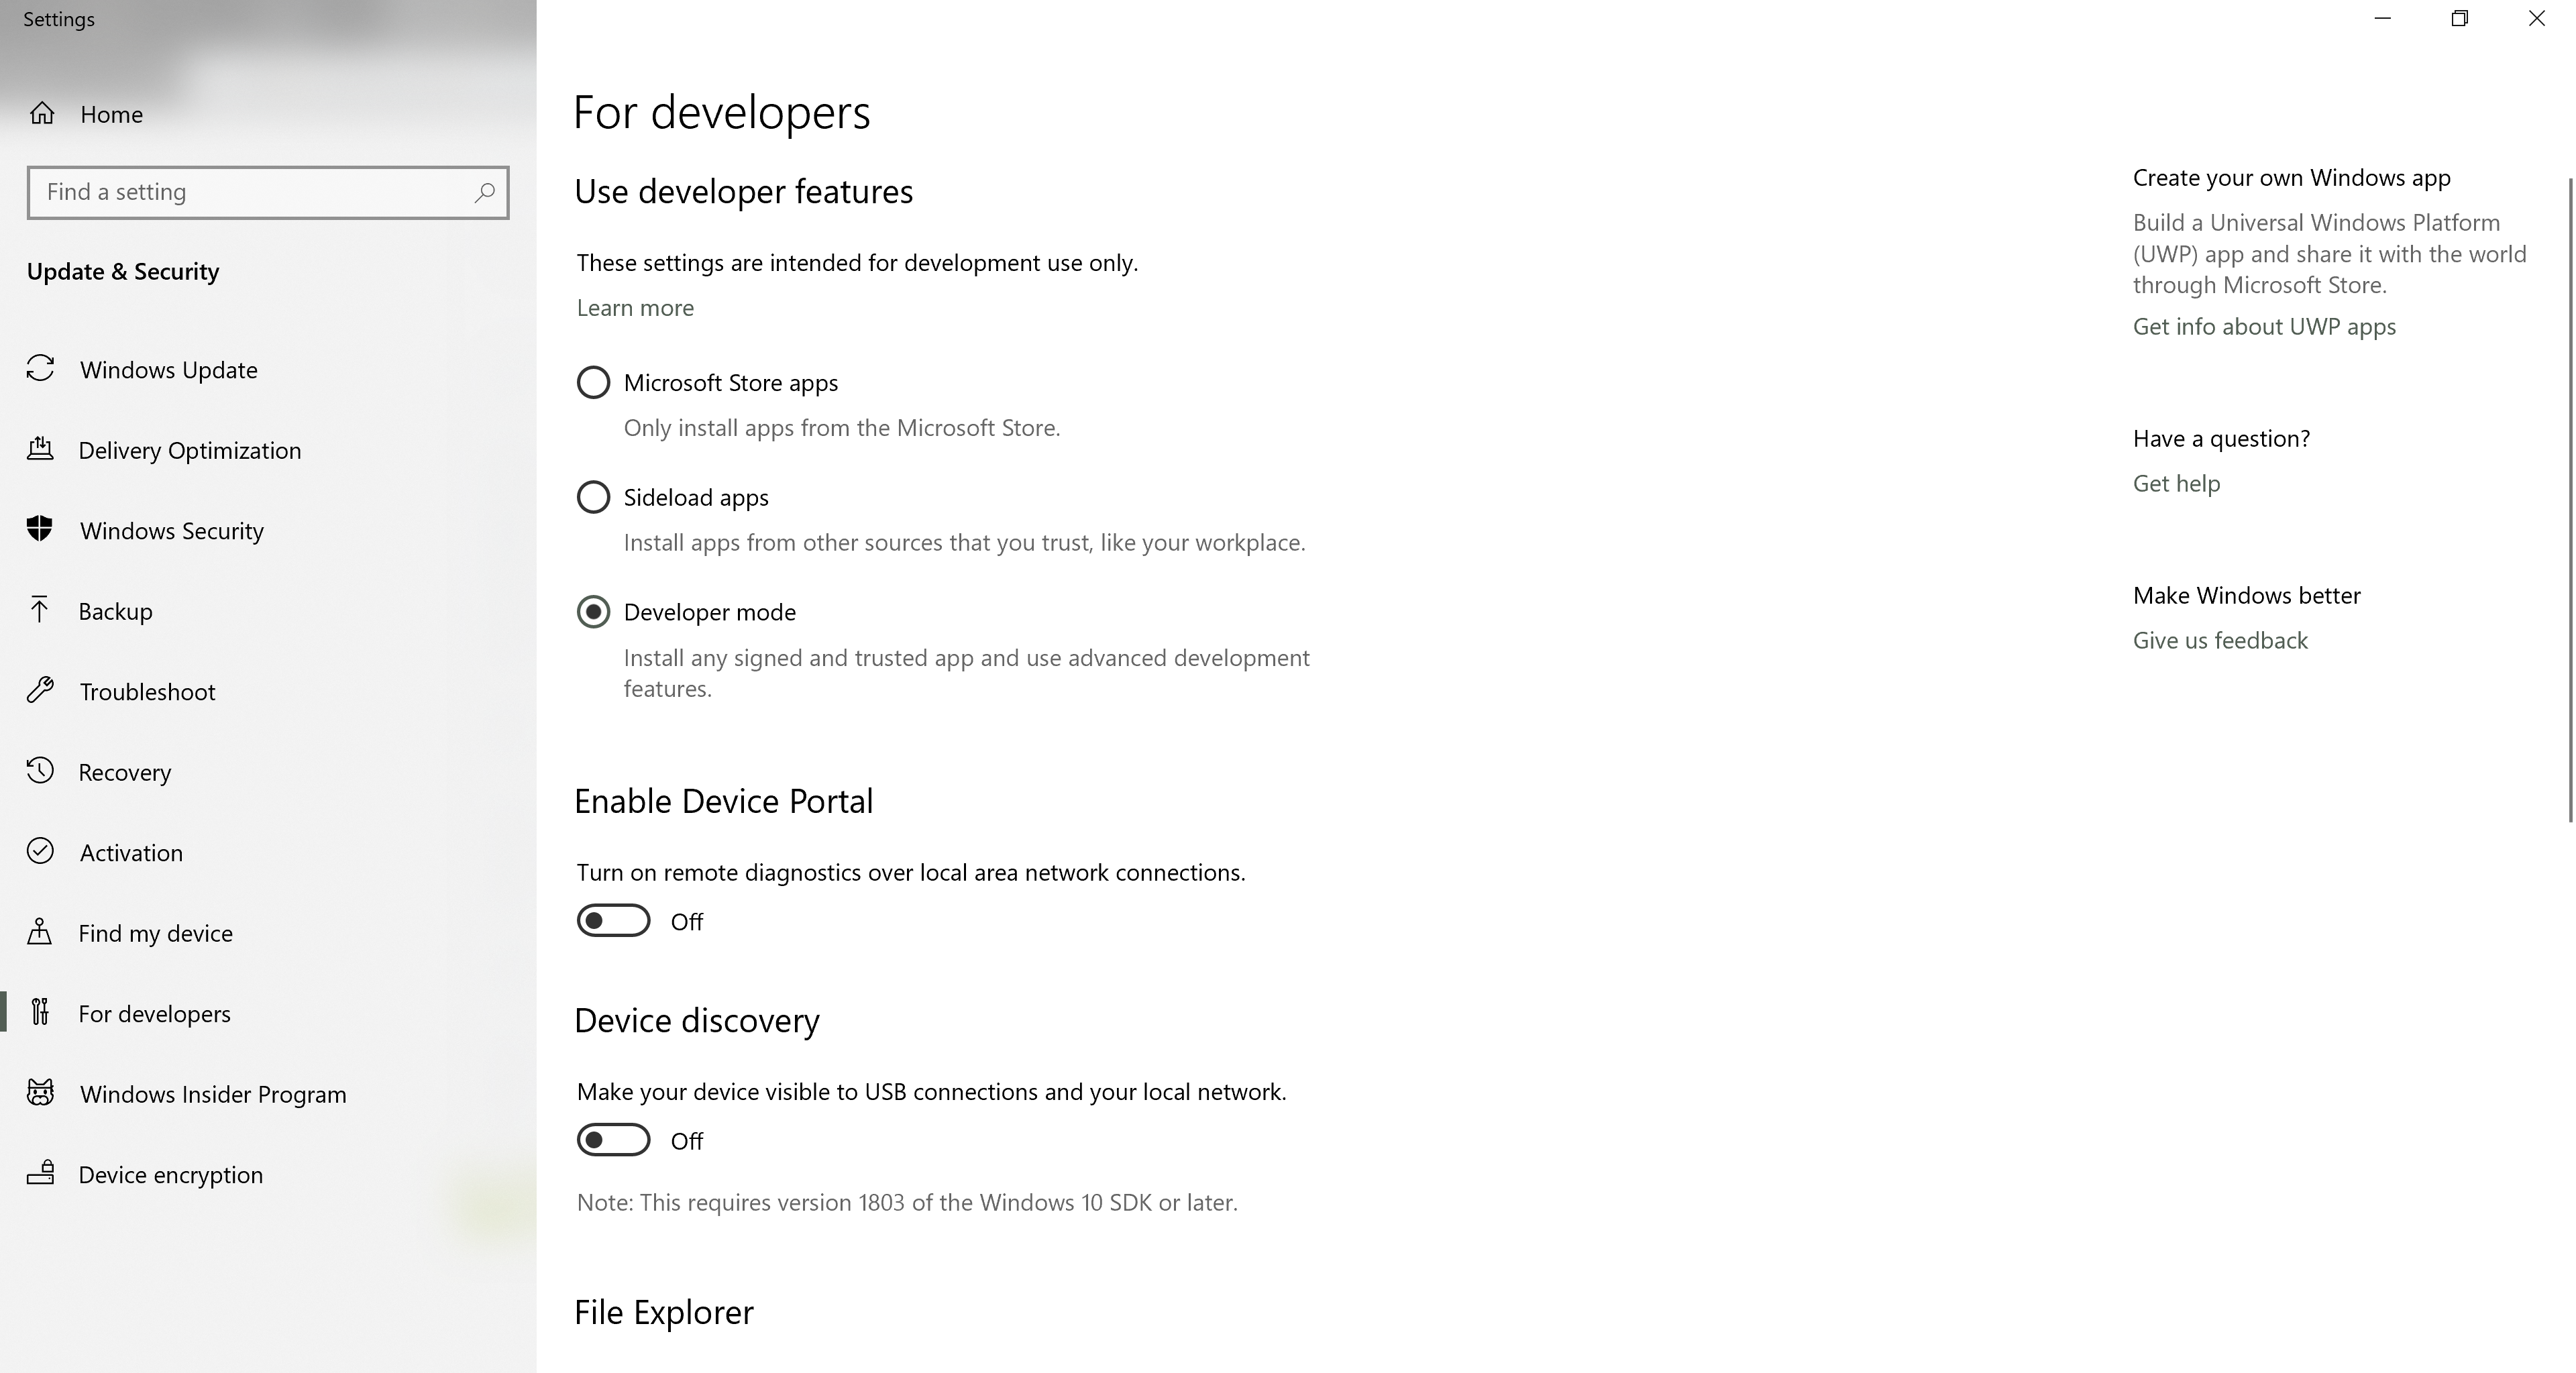 Settings
Home
Find a setting
Update & Security
Windows Update
Delivery Optimization
Windows Security
Backup
Troubleshoot
Recovery
Activation
Find my device
For developers
Windows Insider Program
Device encryption
For developers
Use developer features
These settings are intended for development use only.
Learn more
Microsoft Store apps
Only install apps from the Microsoft Store.
Sideload apps
Install apps from other sources that you trust, like your workplace.
Developer mode
Install any signed and trusted app and use advanced development
features.
Enable Device Portal
Turn on remote diagnostics over local area network connections.
Off
Device discovery
Make your device visible to USB connections and your local network.
Off
Note: This requires version 1803 of the Windows 10 SDK or later.
File Explorer
Create your own Windows app
Build a Universal Windows Platform
(UWP) app and share it with the world
through Microsoft Store.
Get info about UWP apps
Have a question?
Get help
Make Windows better
Give us feedback